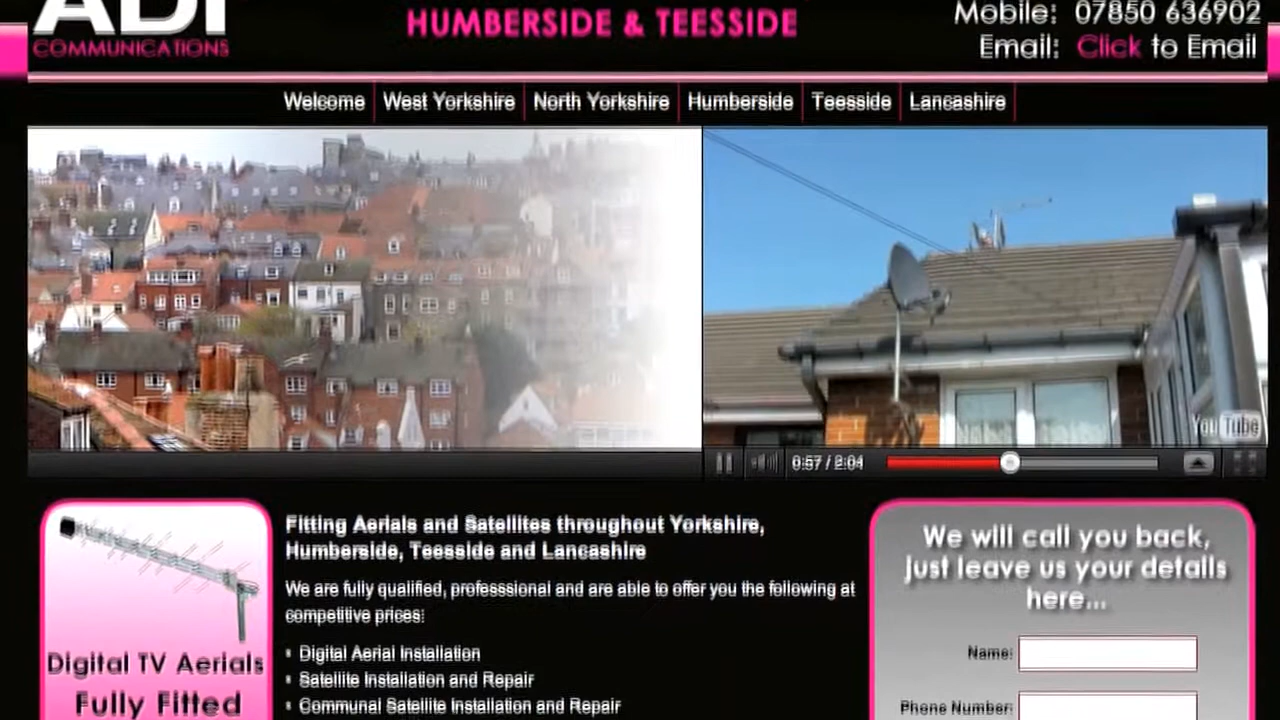 ADI
COMMUNICATIONS
HUMBERSIDE & TEESSIDE
Mobile: 07850 636902
Email: Click to Email
Welcome
West Yorkshire
North Yorkshire
Humberside
Teesside
Lancashire
You Tube
0:57 / 2:04
Digital TV Aerials
Fully Fitted
Fitting Aerials and Satellites throughout Yorkshire,
Humberside, Teesside and Lancashire
We are fully qualified, professsional and are able to offer you the following at
competitive prices:
• Digital Aerial Installation
• Satellite Installation and Repair
• Communal Satellite Installation and Repair
We will call you back,
just leave us your details
here...
Name:
Phone Number: